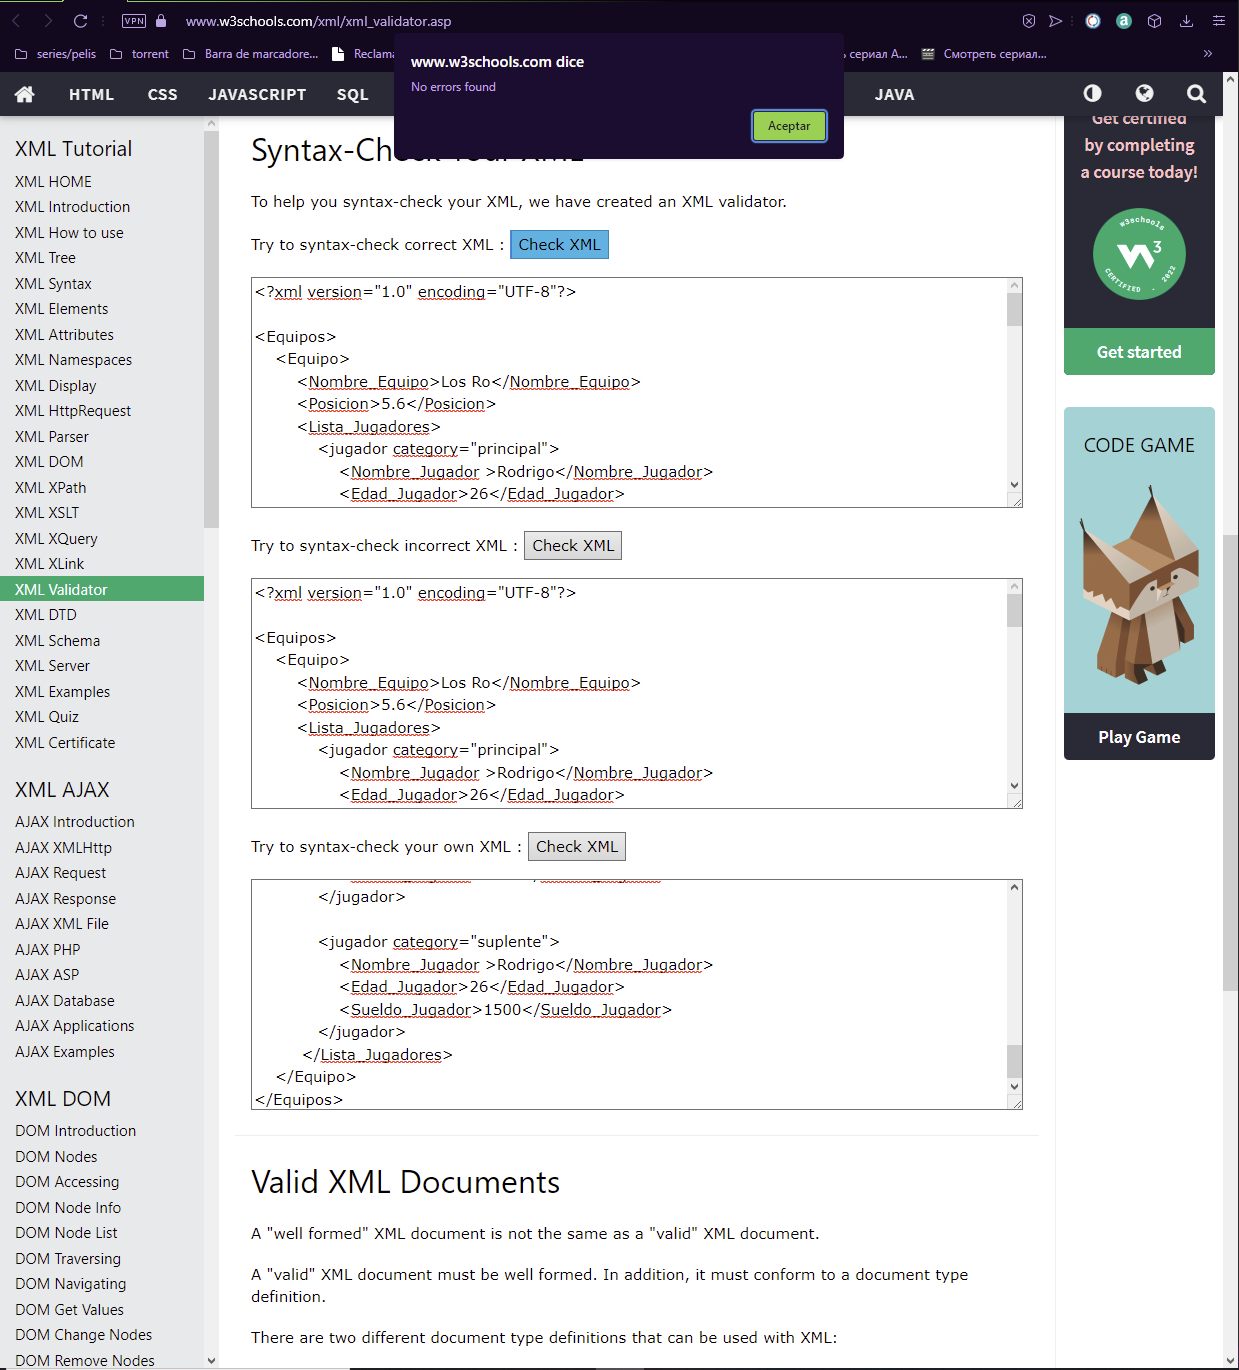 VPN www.w3schools.com/xml/xml_validator.asp
series/pelis torrent Barra de marcadore... Reclama сериал А... Смотреть сериал... »
www.w3schools.com dice
No errors found
Aceptar
HTML CSS JAVASCRIPT SQL JAVA
XML Tutorial
XML HOME
XML Introduction
XML How to use
XML Tree
XML Syntax
XML Elements
XML Attributes
XML Namespaces
XML Display
XML HttpRequest
XML Parser
XML DOM
XML XPath
XML XSLT
XML XQuery
XML XLink
XML Validator
XML DTD
XML Schema
XML Server
XML Examples
XML Quiz
XML Certificate
XML AJAX
AJAX Introduction
AJAX XMLHttp
AJAX Request
AJAX Response
AJAX XML File
AJAX PHP
AJAX ASP
AJAX Database
AJAX Applications
AJAX Examples
XML DOM
DOM Introduction
DOM Nodes
DOM Accessing
DOM Node Info
DOM Node List
DOM Traversing
DOM Navigating
DOM Get Values
DOM Change Nodes
DOM Remove Nodes
Syntax-Check Your XML
To help you syntax-check your XML, we have created an XML validator.
Try to syntax-check correct XML : Check XML
<?xml version="1.0" encoding="UTF-8"?>
<Equipos>
<Equipo>
<Nombre_Equipo>Los Ro</Nombre_Equipo>
<Posicion>5.6</Posicion>
<Lista_Jugadores>
<jugador category="principal">
<Nombre_Jugador >Rodrigo</Nombre_Jugador>
<Edad_Jugador>26</Edad_Jugador>
Try to syntax-check incorrect XML : Check XML
<?xml version="1.0" encoding="UTF-8"?>
<Equipos>
<Equipo>
<Nombre_Equipo>Los Ro</Nombre_Equipo>
<Posicion>5.6</Posicion>
<Lista_Jugadores>
<jugador category="principal">
<Nombre_Jugador >Rodrigo</Nombre_Jugador>
<Edad_Jugador>26</Edad_Jugador>
Try to syntax-check your own XML : Check XML
</jugador>
<jugador category="suplente">
<Nombre_Jugador >Rodrigo</Nombre_Jugador>
<Edad_Jugador>26</Edad_Jugador>
<Sueldo_Jugador>1500</Sueldo_Jugador>
</jugador>
</Lista_Jugadores>
</Equipo>
</Equipos>
Valid XML Documents
A "well formed" XML document is not the same as a "valid" XML document.
A "valid" XML document must be well formed. In addition, it must conform to a document type
definition.
There are two different document type definitions that can be used with XML:
Get certified
by completing
a course today!
w3schools
W3
CERTIFIED . 2022
Get started
CODE GAME
Play Game